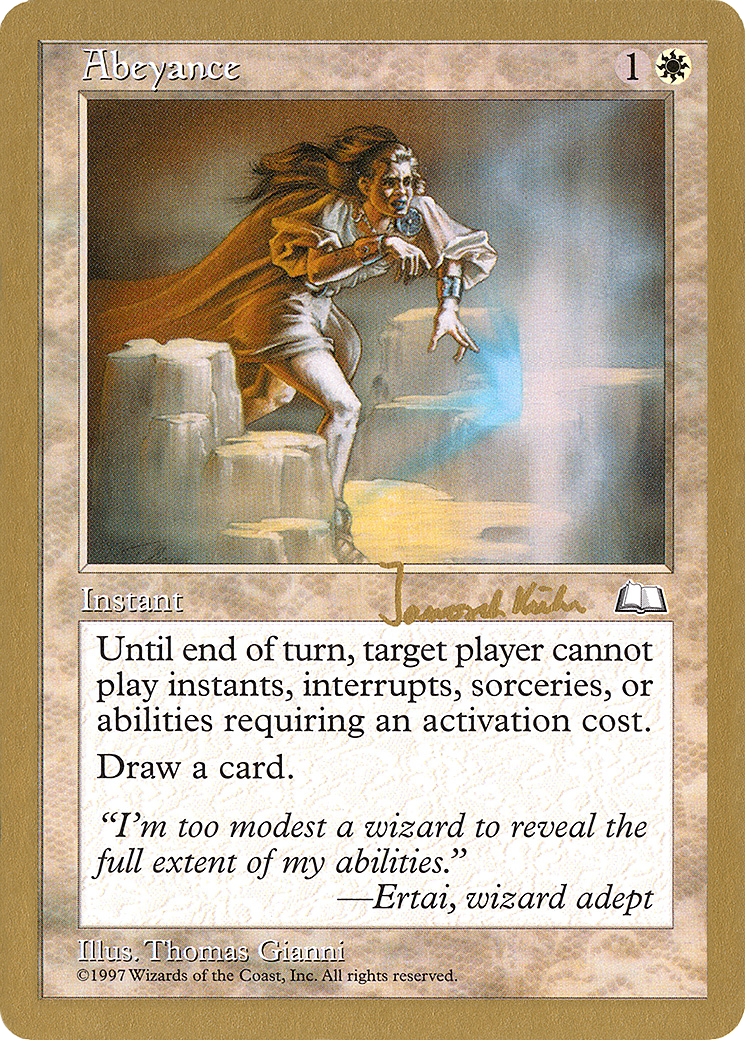 Abeyance 1
Instant
Janosch Kühn
Until end of turn, target player cannot
play instants, interrupts, sorceries, or
abilities requiring an activation cost.
Draw a card.
“I'm too modest a wizard to reveal the
full extent of my abilities.”
—Ertai, wizard adept
Illus. Thomas Gianni
©1997 Wizards of the Coast, Inc. All rights reserved.